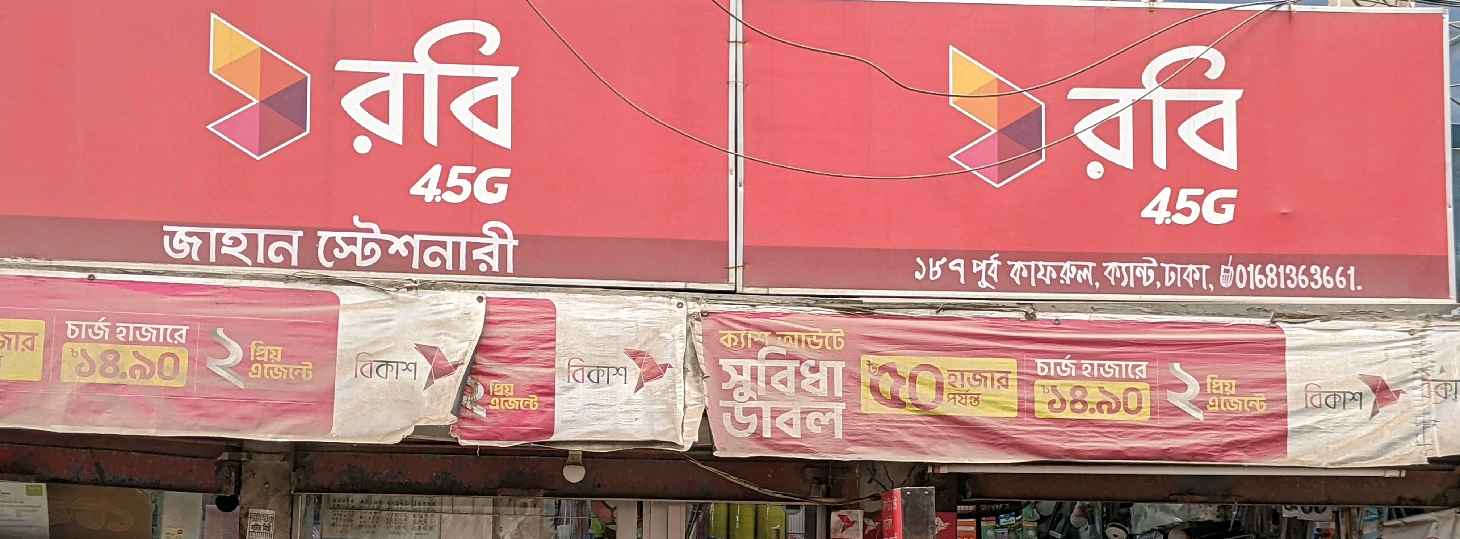 রবি
4.5G
জাহান স্টেশনারী
রবি
4.5G
১৮৭ পূর্ব কাফরুল, ক্যান্ট, ঢাকা, 01681363661.
চার্জ হাজারে
৳১৪.৯০
২ প্রিয়
এজেন্টে
বিকাশ
২ প্রিয়
এজেন্টে
বিকাশ
ক্যাশ আউটে
সুবিধা
ডাবল
৳৫০ হাজার
পর্যন্ত
চার্জ হাজারে
৳১৪.৯০
২ প্রিয়
এজেন্টে
বিকাশ